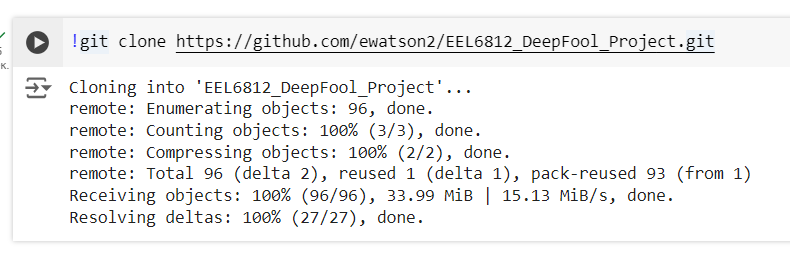 !git clone https://github.com/ewatson2/EEL6812_DeepFool_Project.git
Cloning into 'EEL6812_DeepFool_Project'...
remote: Enumerating objects: 96, done.
remote: Counting objects: 100% (3/3), done.
remote: Compressing objects: 100% (2/2), done.
remote: Total 96 (delta 2), reused 1 (delta 1), pack-reused 93 (from 1)
Receiving objects: 100% (96/96), 33.99 MiB | 15.13 MiB/s, done.
Resolving deltas: 100% (27/27), done.